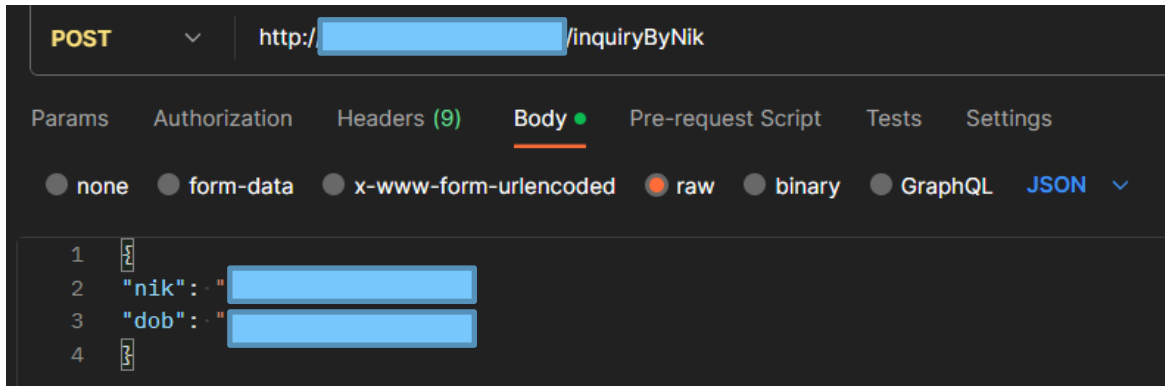 POST http:/ /inquiryByNik
Params Authorization Headers (9) Body Pre-request Script Tests Settings
none form-data x-www-form-urlencoded raw binary GraphQL JSON
1 {
2 "nik": "
3 "dob": "
4 }